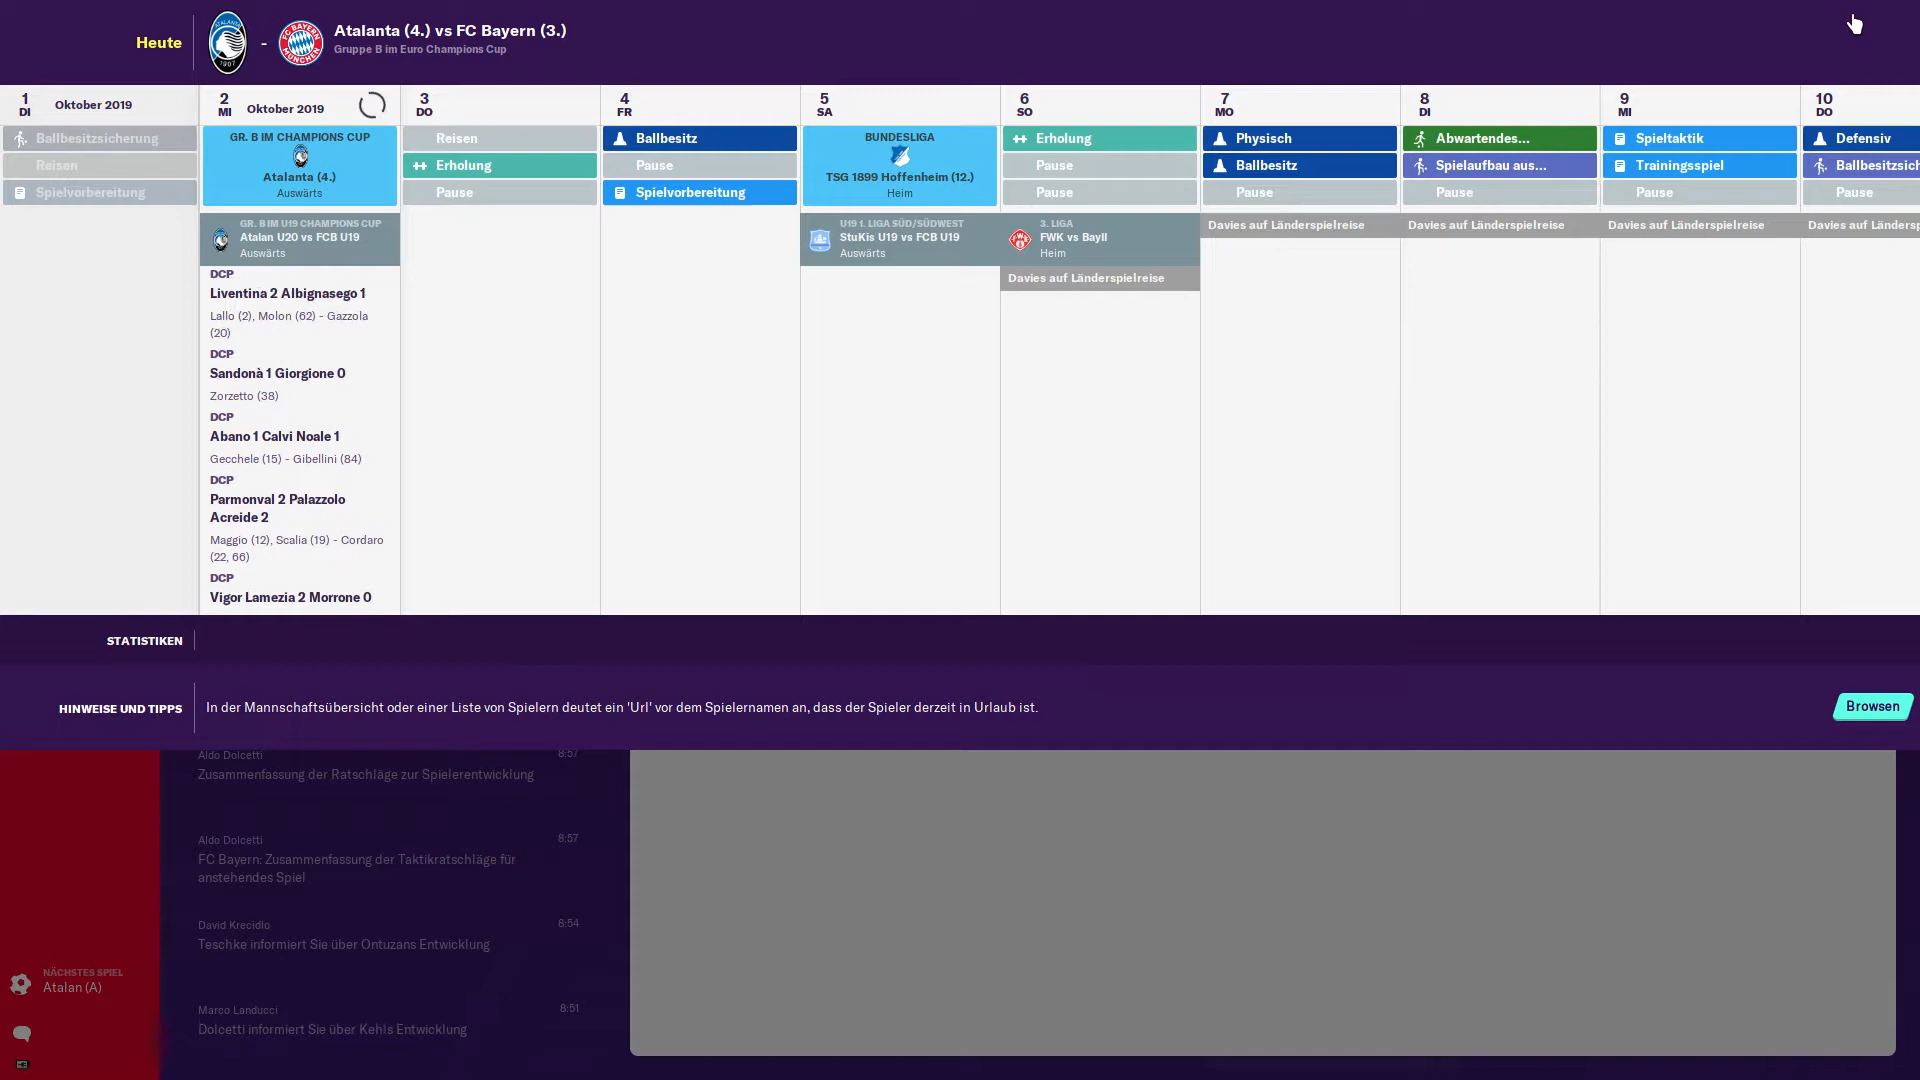 Heute
-
Atalanta (4.) vs FC Bayern (3.)
Gruppe B im Euro Champions Cup
1
DI
Oktober 2019
Ballbesitzsicherung
Reisen
Spielvorbereitung
2
MI
Oktober 2019
GR. B IM CHAMPIONS CUP
Atalanta (4.)
Auswärts
GR. B IM U19 CHAMPIONS CUP
Atalan U20 vs FCB U19
Auswärts
DCP
Liventina 2 Albignasego 1
Lallo (2), Molon (62) - Gazzola
(20)
DCP
Sandonà 1 Giorgione 0
Zorzetto (38)
DCP
Abano 1 Calvi Noale 1
Gecchele (15) - Gibellini (84)
DCP
Parmonval 2 Palazzolo
Acreide 2
Maggio (12), Scalia (19) - Cordaro
(22, 66)
DCP
Vigor Lamezia 2 Morrone 0
3
DO
Reisen
Erholung
Pause
4
FR
Ballbesitz
Pause
Spielvorbereitung
5
SA
BUNDESLIGA
TSG 1899 Hoffenheim (12.)
Heim
U19 1. LIGA SÜD/SÜDWEST
StuKis U19 vs FCB U19
Auswärts
6
SO
Erholung
Pause
Pause
3. LIGA
FWK vs BayII
Heim
Davies auf Länderspielreise
7
MO
Physisch
Ballbesitz
Pause
Davies auf Länderspielreise
8
DI
Abwartendes...
Spielaufbau aus...
Pause
Davies auf Länderspielreise
9
MI
Spieltaktik
Trainingsspiel
Pause
Davies auf Länderspielreise
10
DO
Defensiv
Ballbesitzsich
Pause
Davies auf Ländersp
STATISTIKEN
HINWEISE UND TIPPS
In der Mannschaftsübersicht oder einer Liste von Spielern deutet ein 'Url' vor dem Spielernamen an, dass der Spieler derzeit in Urlaub ist.
Browsen
Aldo Dolcetti
8:57
Zusammenfassung der Ratschläge zur Spielerentwicklung
Aldo Dolcetti
8:57
FC Bayern: Zusammenfassung der Taktikratschläge für
anstehendes Spiel
David Krecidlo
8:54
Teschke informiert Sie über Ontuzans Entwicklung
Marco Landucci
8:51
Dolcetti informiert Sie über Kehls Entwicklung
NÄCHSTES SPIEL
Atalan (A)